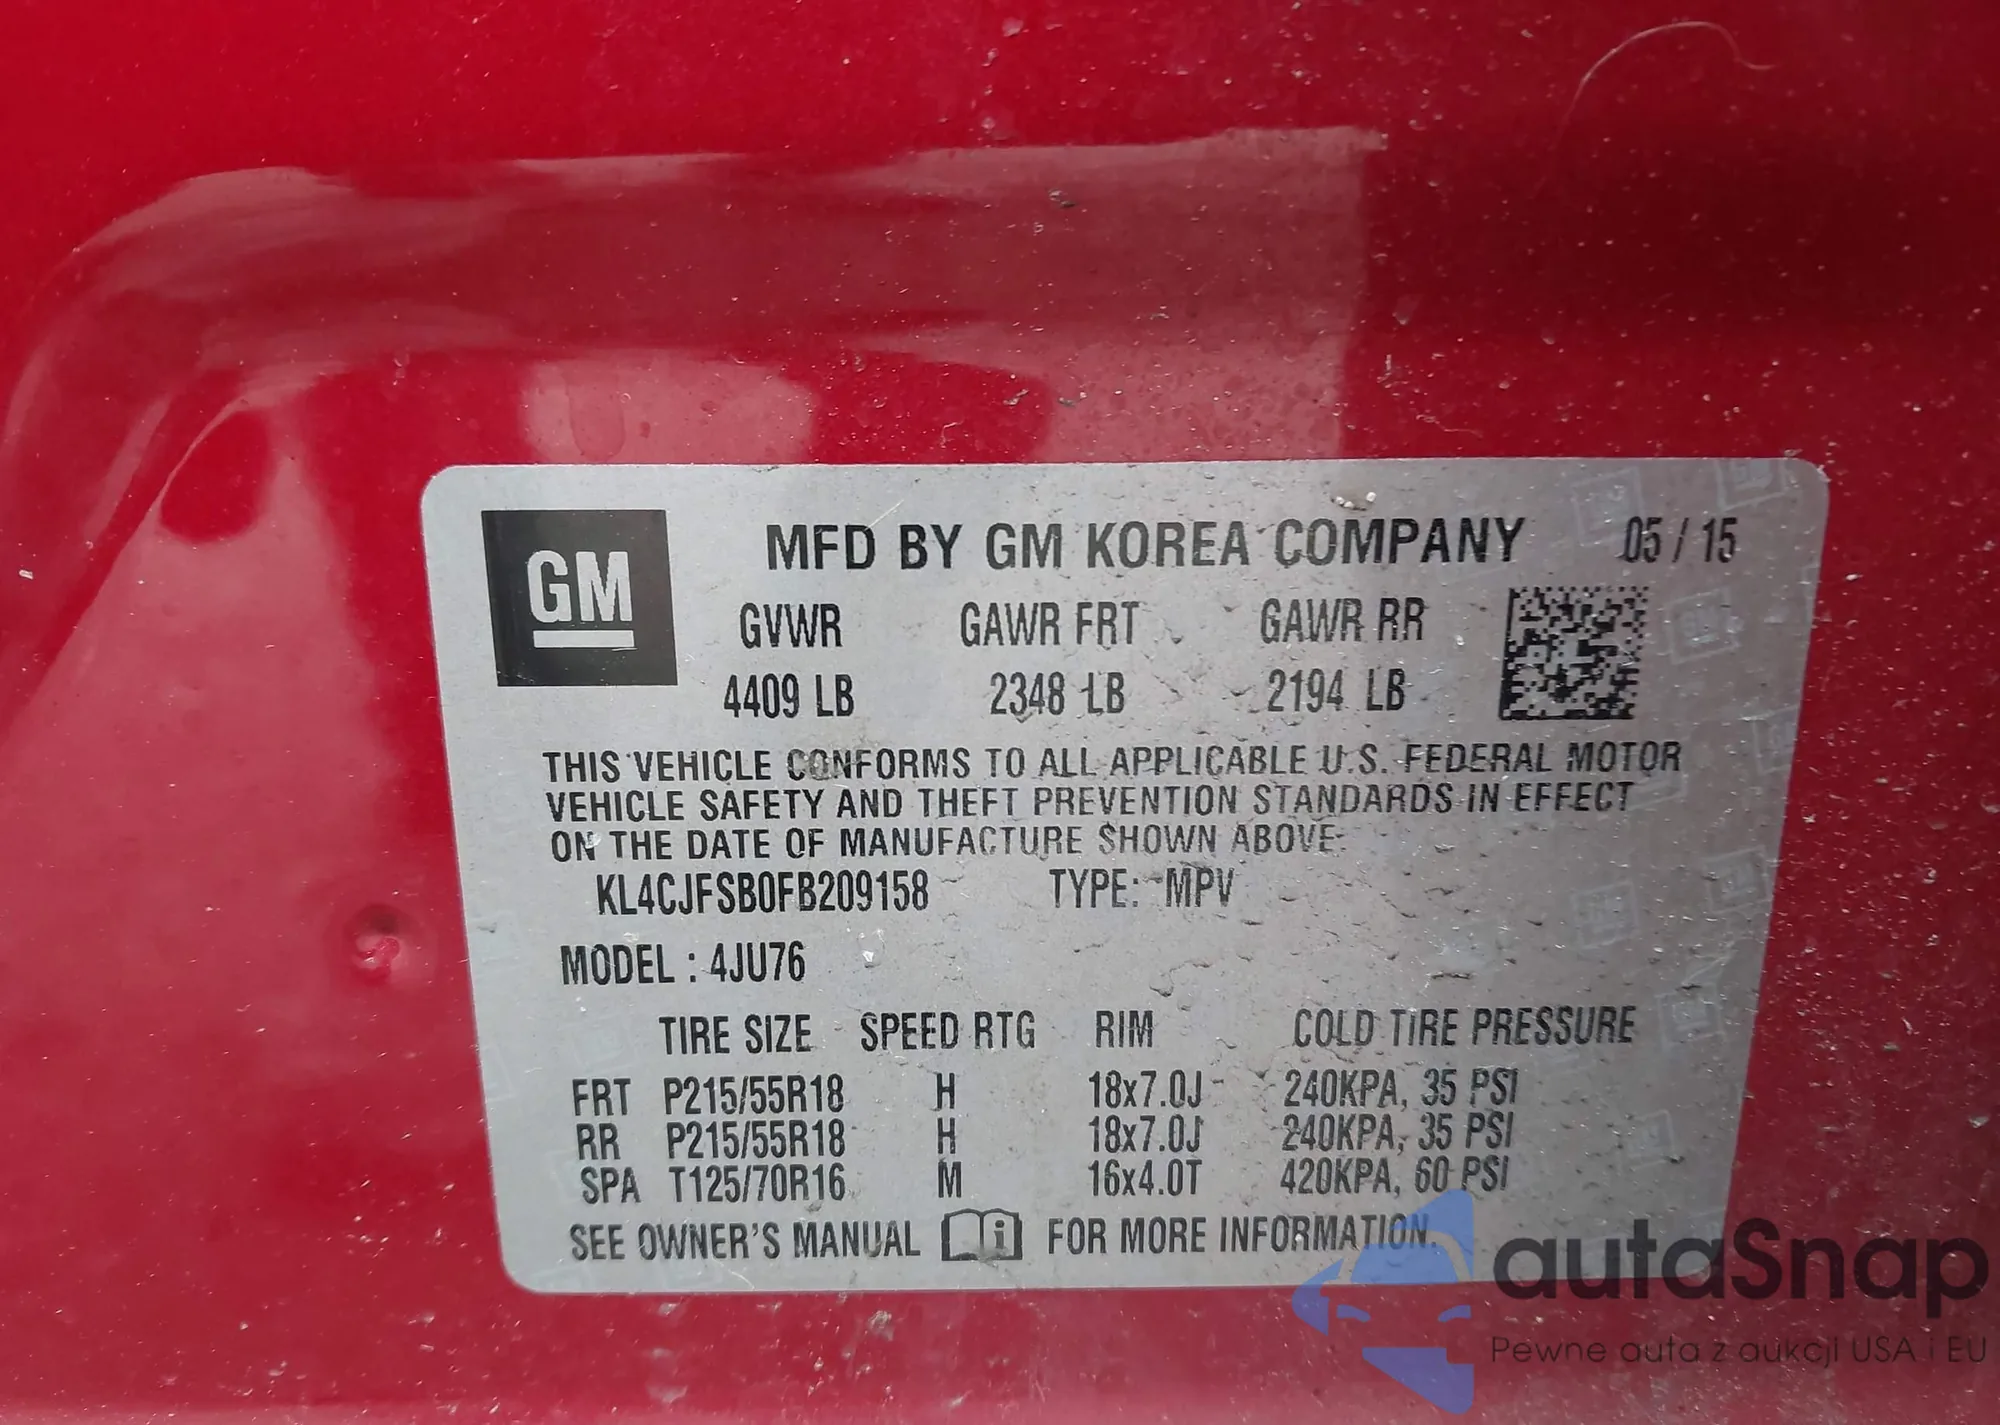 GM
MFD BY GM KOREA COMPANY 05 / 15
GVWR GAWR FRT GAWR RR
4409 LB 2348 LB 2194 LB
THIS VEHICLE CONFORMS TO ALL APPLICABLE U.S. FEDERAL MOTOR
VEHICLE SAFETY AND THEFT PREVENTION STANDARDS IN EFFECT
ON THE DATE OF MANUFACTURE SHOWN ABOVE.
KL4CJFSB0FB209158 TYPE: MPV
MODEL : 4JU76
TIRE SIZE SPEED RTG RIM COLD TIRE PRESSURE
FRT P215/55R18 H 18x7.0J 240KPA, 35 PSI
RR P215/55R18 H 18x7.0J 240KPA, 35 PSI
SPA T125/70R16 M 16x4.0T 420KPA, 60 PSI
SEE OWNER'S MANUAL i FOR MORE INFORMATION.
autaSnap
Pewne auta z aukcji USA i EU